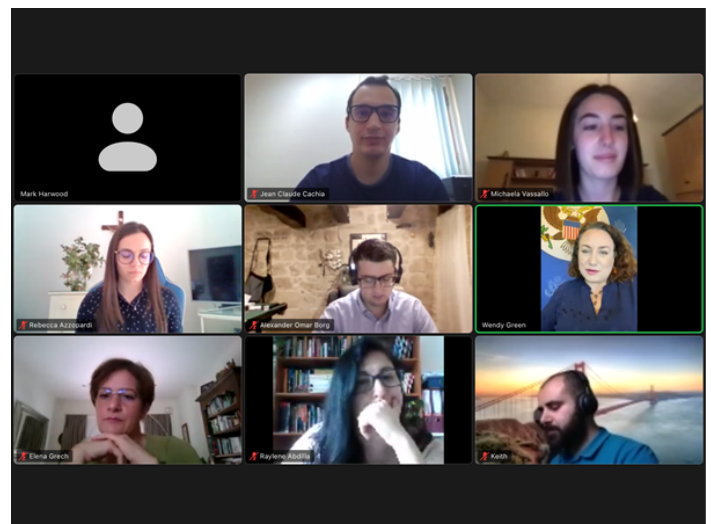 Mark Harwood
Jean Claude Cachia
Michaela Vassallo
Rebecca Azzopardi
Alexander Omar Borg
Wendy Green
Elena Grech
Raylene Abdilla
Keith